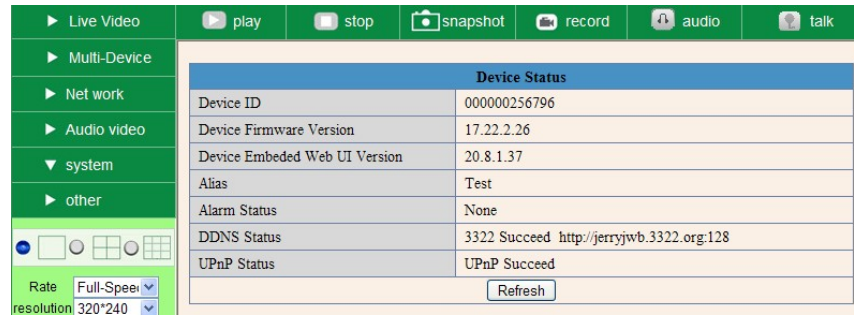 Live Video
play stop snapshot record audio talk
Multi-Device
Net work
Audio video
system
other
Device Status
Device ID 000000256796
Device Firmware Version 17.22.2.26
Device Embeded Web UI Version 20.8.1.37
Alias Test
Alarm Status None
DDNS Status 3322 Succeed http://jerryjwb.3322.org:128
UPnP Status UPnP Succeed
Refresh
Rate Full-Speed
resolution 320*240